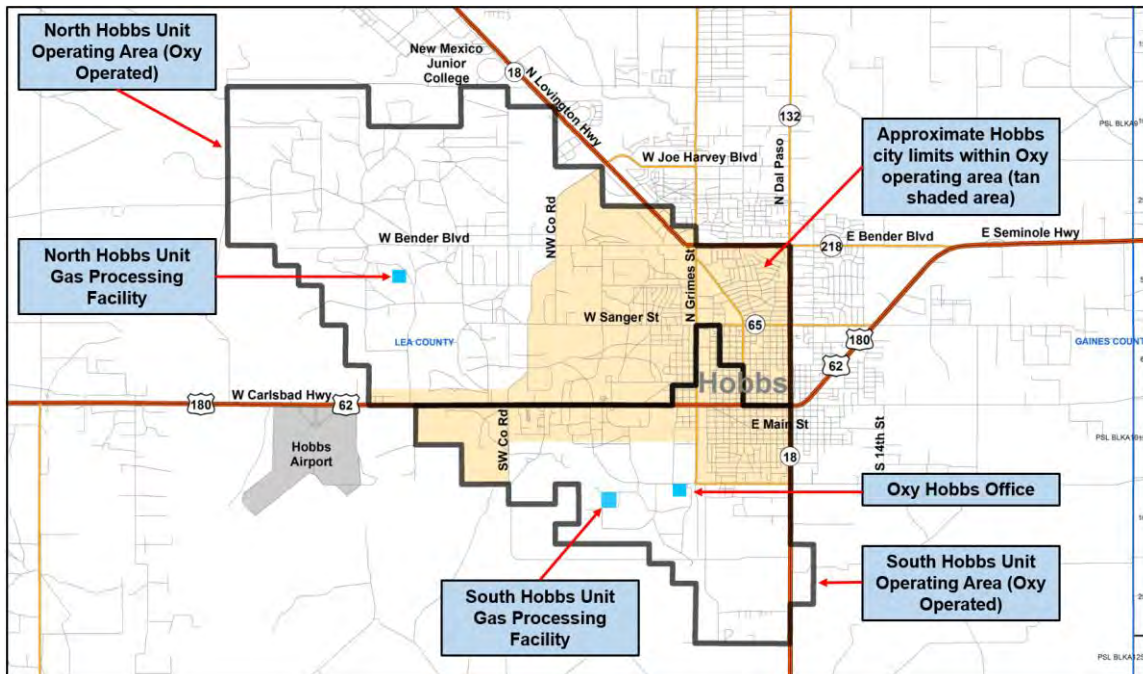 North Hobbs Unit
Operating Area (Oxy
Operated)
New Mexico
Junior
College
18
N Lovington Hwy
132
N Dal Paso
PSL BLKA9
Approximate Hobbs
city limits within Oxy
operating area (tan
shaded area)
W Joe Harvey Blvd
NW Co Rd
W Bender Blvd
N Grimes St
218
E Bender Blvd
E Seminole Hwy
North Hobbs Unit
Gas Processing
Facility
W Sanger St
65
LEA COUNTY
180
62
GAINES COUNT
Hobbs
W Carlsbad Hwy
180
62
E Main St
SW Co Rd
18
S 14th St
Hobbs
Airport
Oxy Hobbs Office
South Hobbs Unit
Gas Processing
Facility
South Hobbs Unit
Operating Area (Oxy
Operated)